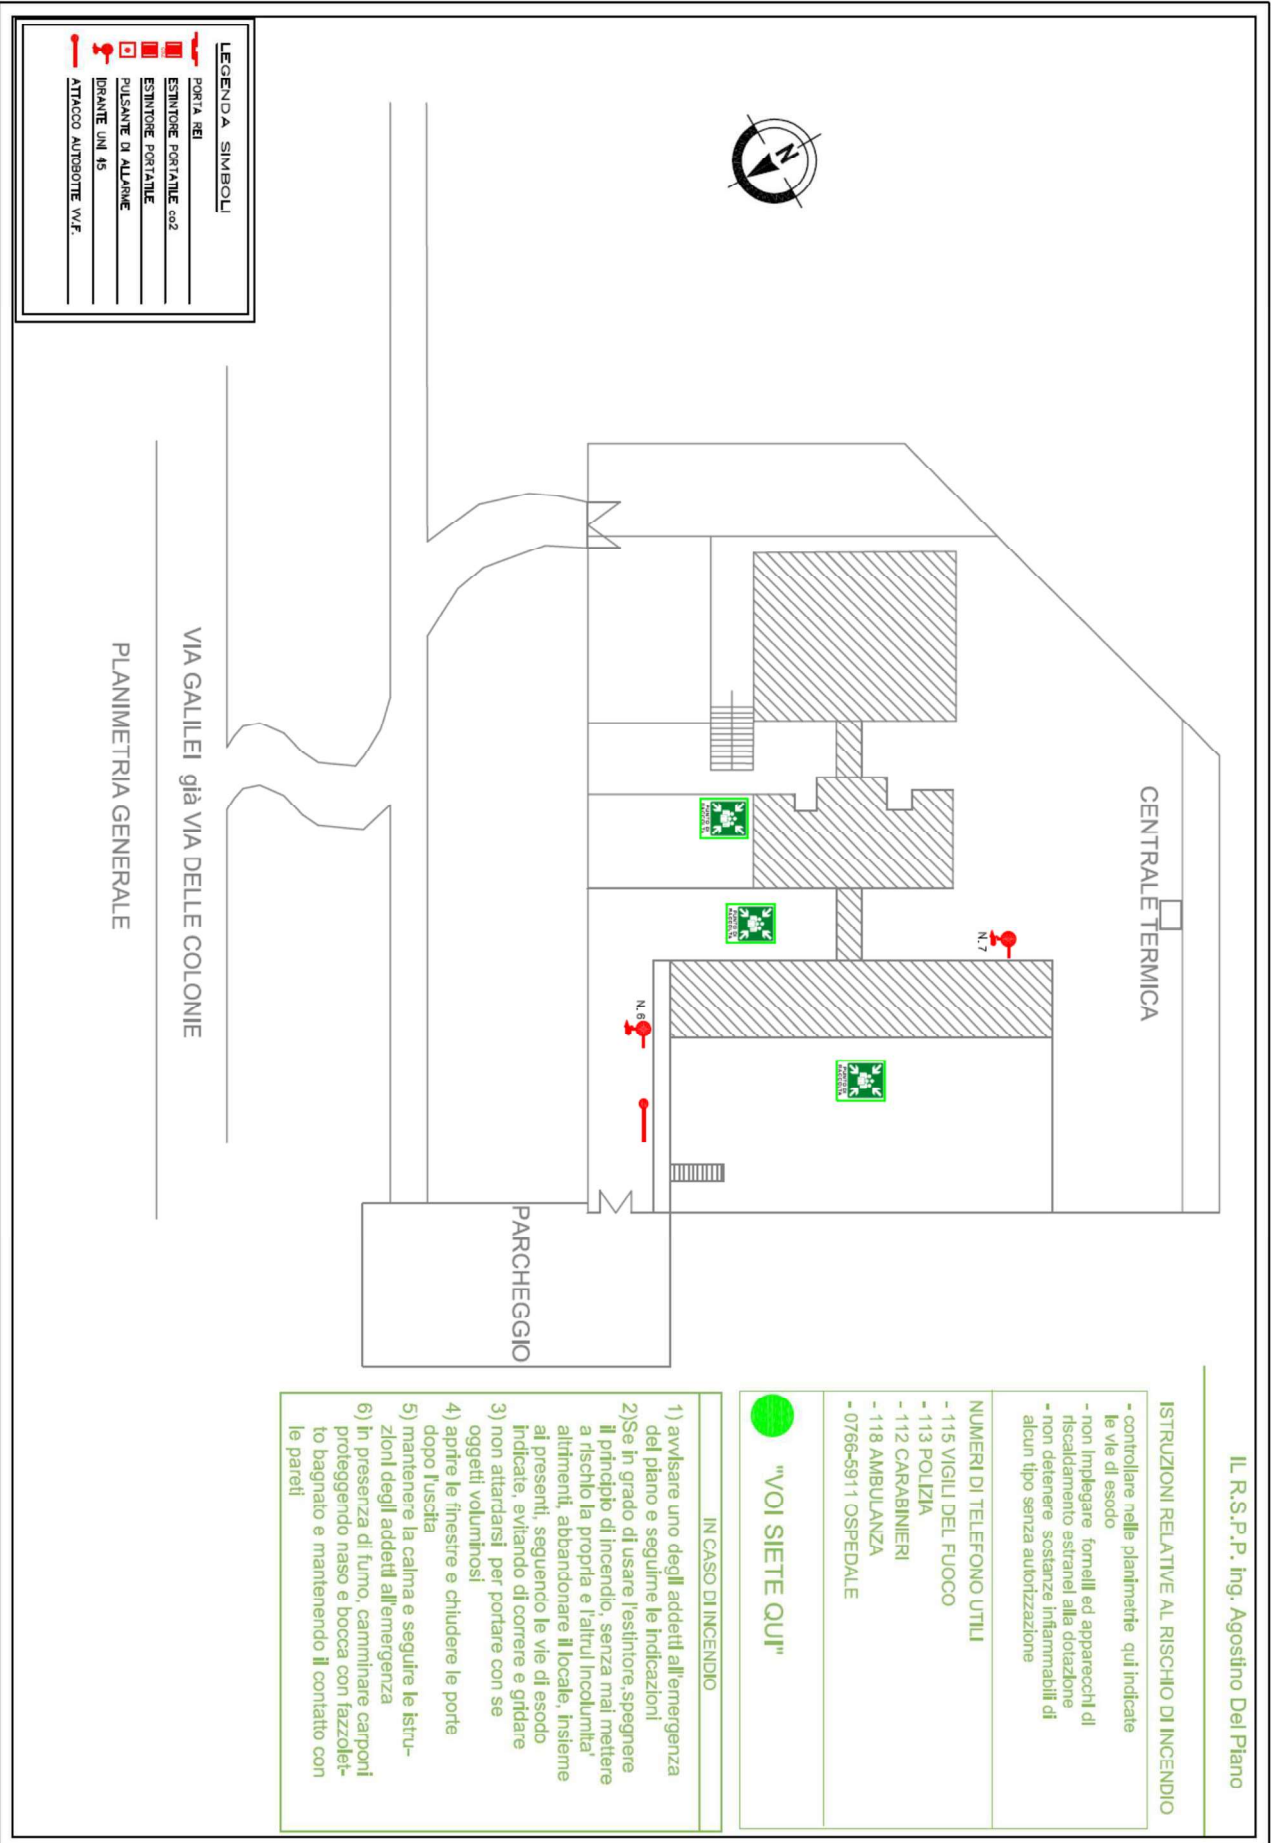 IL R.S.P.P. ing. Agostino Del Piano
ISTRUZIONI RELATIVE AL RISCHIO DI INCENDIO
- controllare nelle planimetrie qui indicate
le vie di esodo
- non impiegare fornelli ed apparecchi di
riscaldamento estranei alla dotazione
- non detenere sostanze infiammabili di
alcun tipo senza autorizzazione
NUMERI DI TELEFONO UTILI
- 115 VIGILI DEL FUOCO
- 113 POLIZIA
- 112 CARABINIERI
- 118 AMBULANZA
- 0766-5911 OSPEDALE
"VOI SIETE QUI"
IN CASO DI INCENDIO
1) avvisare uno degli addetti all'emergenza
del piano e seguirne le indicazioni
2)Se in grado di usare l'estintore,spegnere
il principio di incendio, senza mai mettere
a rischio la propria e l'altrui incolumita'
altrimenti, abbandonare il locale, insieme
ai presenti, seguendo le vie di esodo
indicate, evitando di correre e gridare
3) non attardarsi per portare con se
oggetti voluminosi
4) aprire le finestre e chiudere le porte
dopo l'uscita
5) mantenere la calma e seguire le istru-
zioni degli addetti all'emergenza
6) in presenza di fumo, camminare carponi
proteggendo naso e bocca con fazzolet-
to bagnato e mantenendo il contatto con
le pareti
CENTRALE TERMICA
N. 7
PUNTO DI
RACCOLTA
PUNTO DI
RACCOLTA
PUNTO DI
RACCOLTA
N. 6
PARCHEGGIO
N
VIA GALILEI già VIA DELLE COLONIE
PLANIMETRIA GENERALE
LEGENDA SIMBOLI
PORTA REI
ESTINTORE PORTATILE co2
ESTINTORE PORTATILE
PULSANTE DI ALLARME
IDRANTE UNI 45
ATTACCO AUTOBOTTE VV.F.